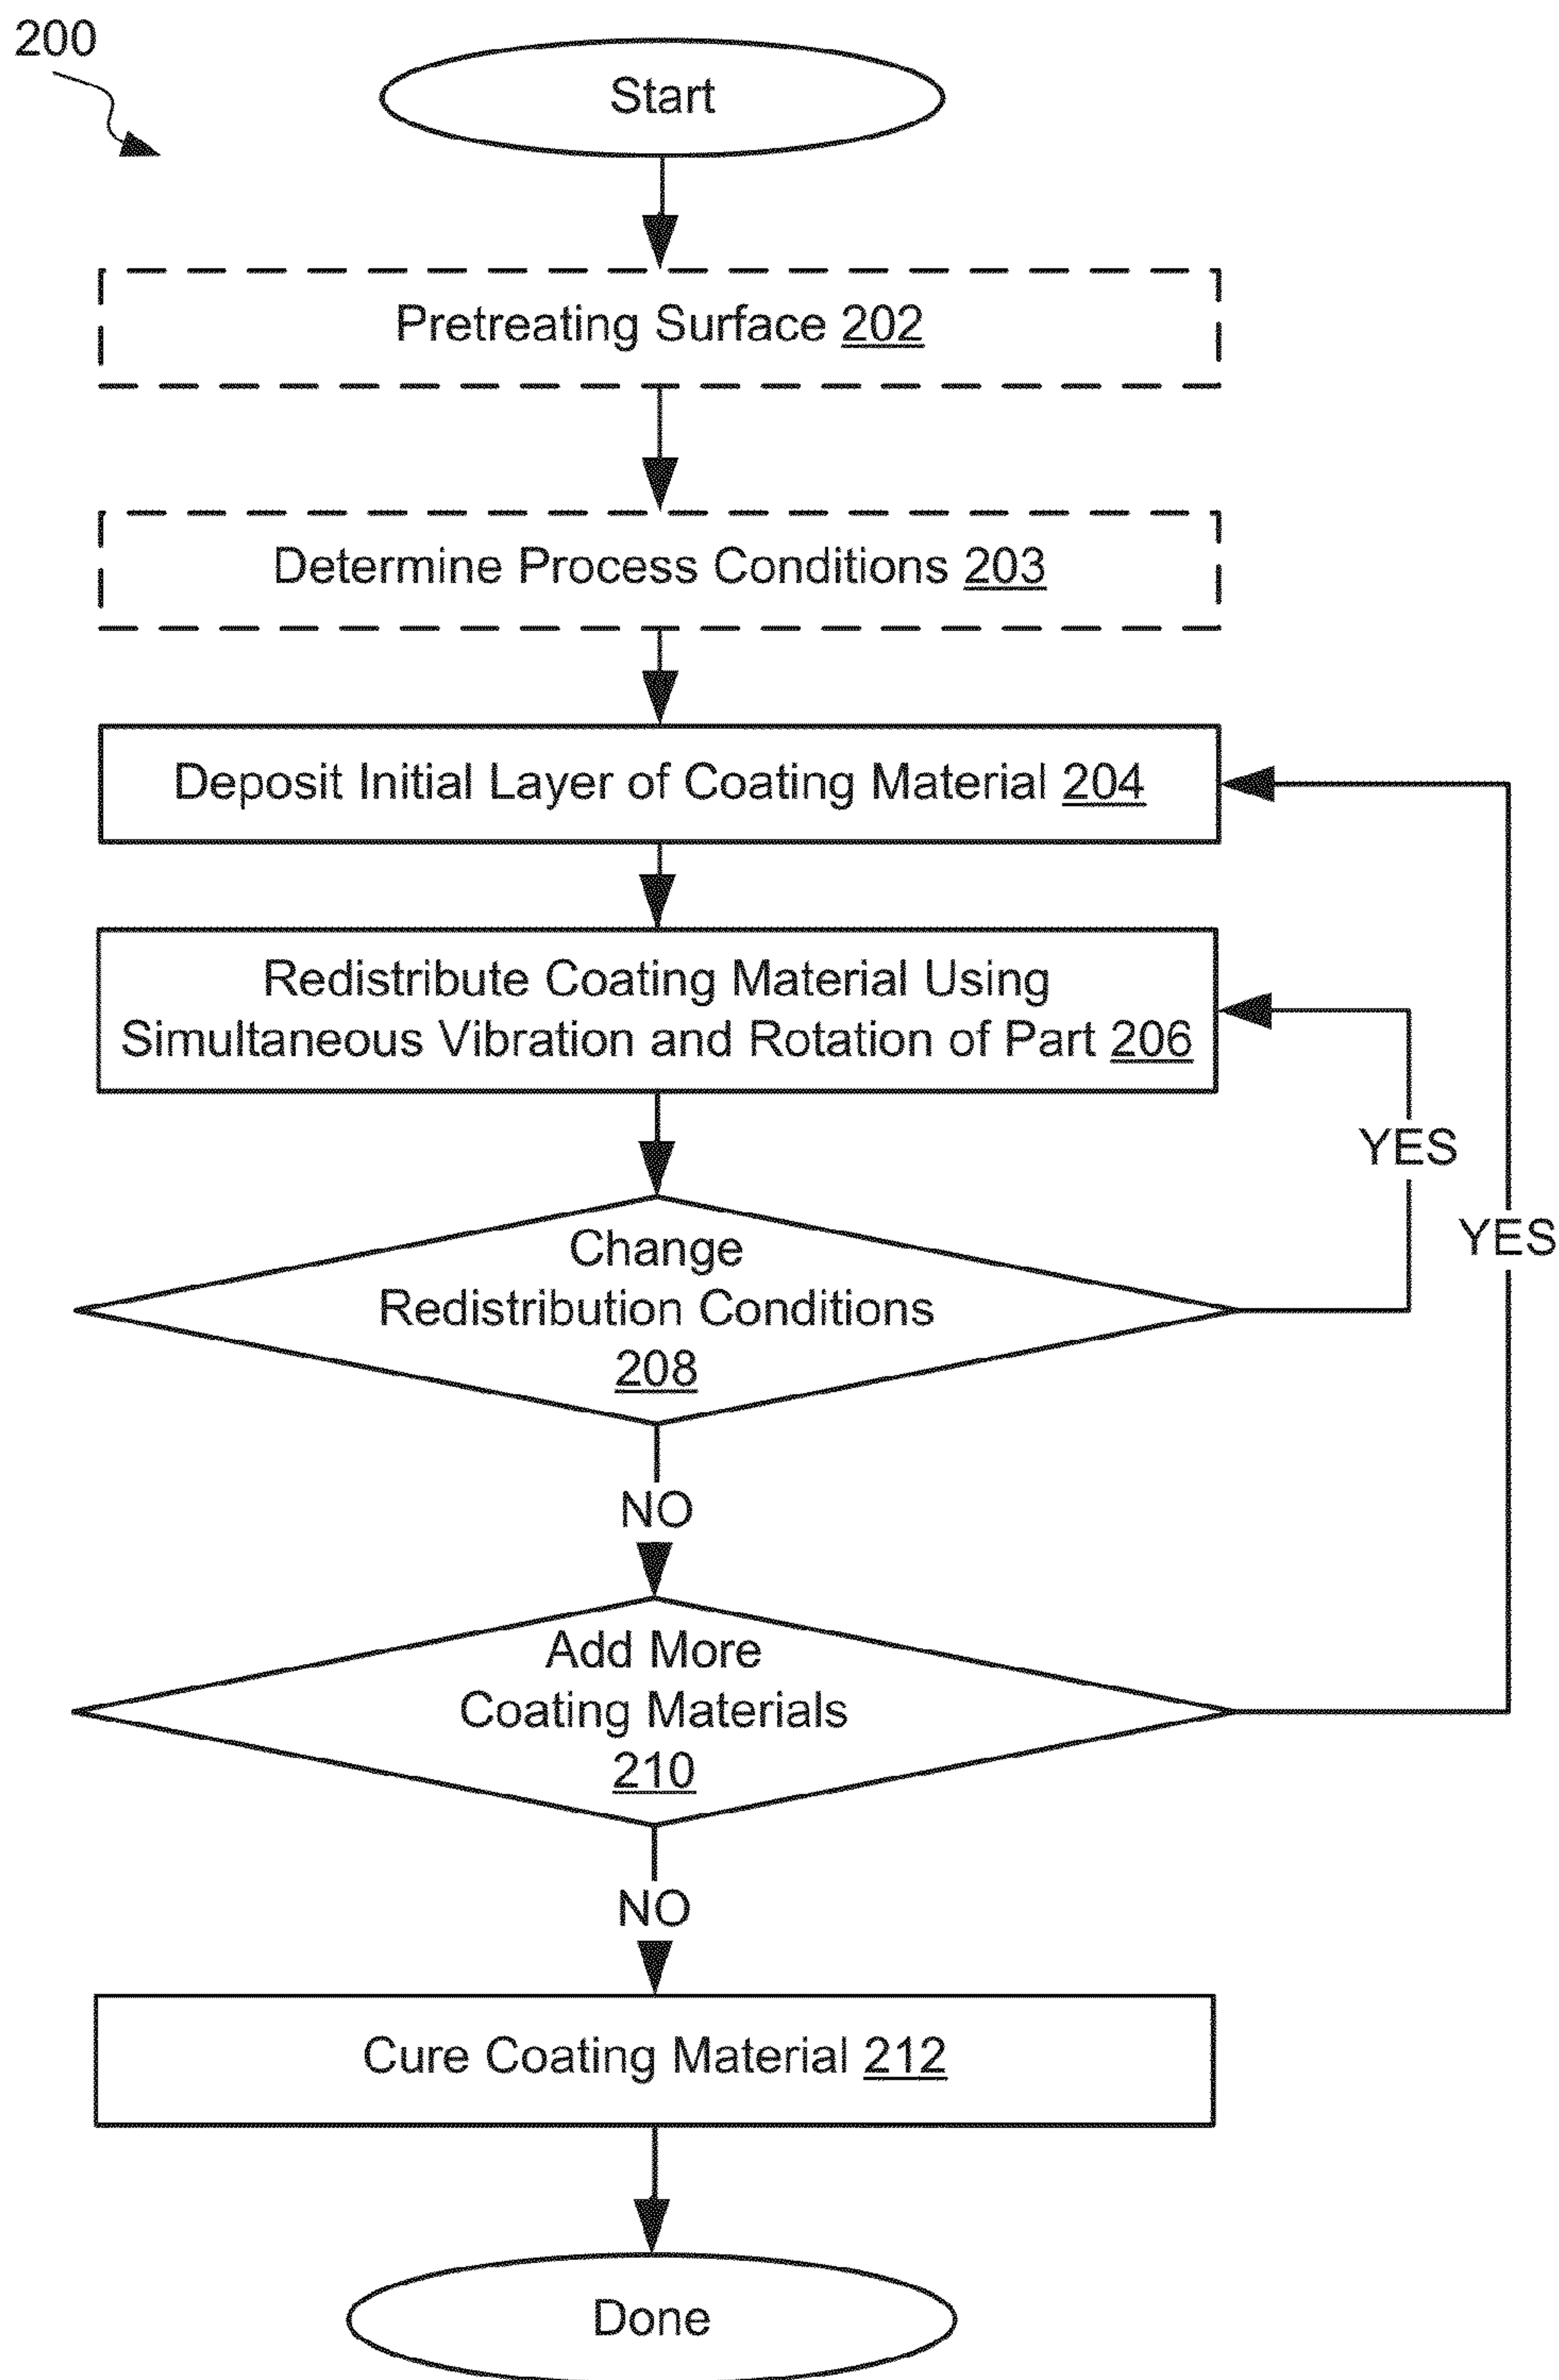 200
Start
Pretreating Surface 202
Determine Process Conditions 203
Deposit Initial Layer of Coating Material 204
Redistribute Coating Material Using
Simultaneous Vibration and Rotation of Part 206
YES
YES
Change
Redistribution Conditions
208
NO
Add More
Coating Materials
210
NO
Cure Coating Material 212
Done